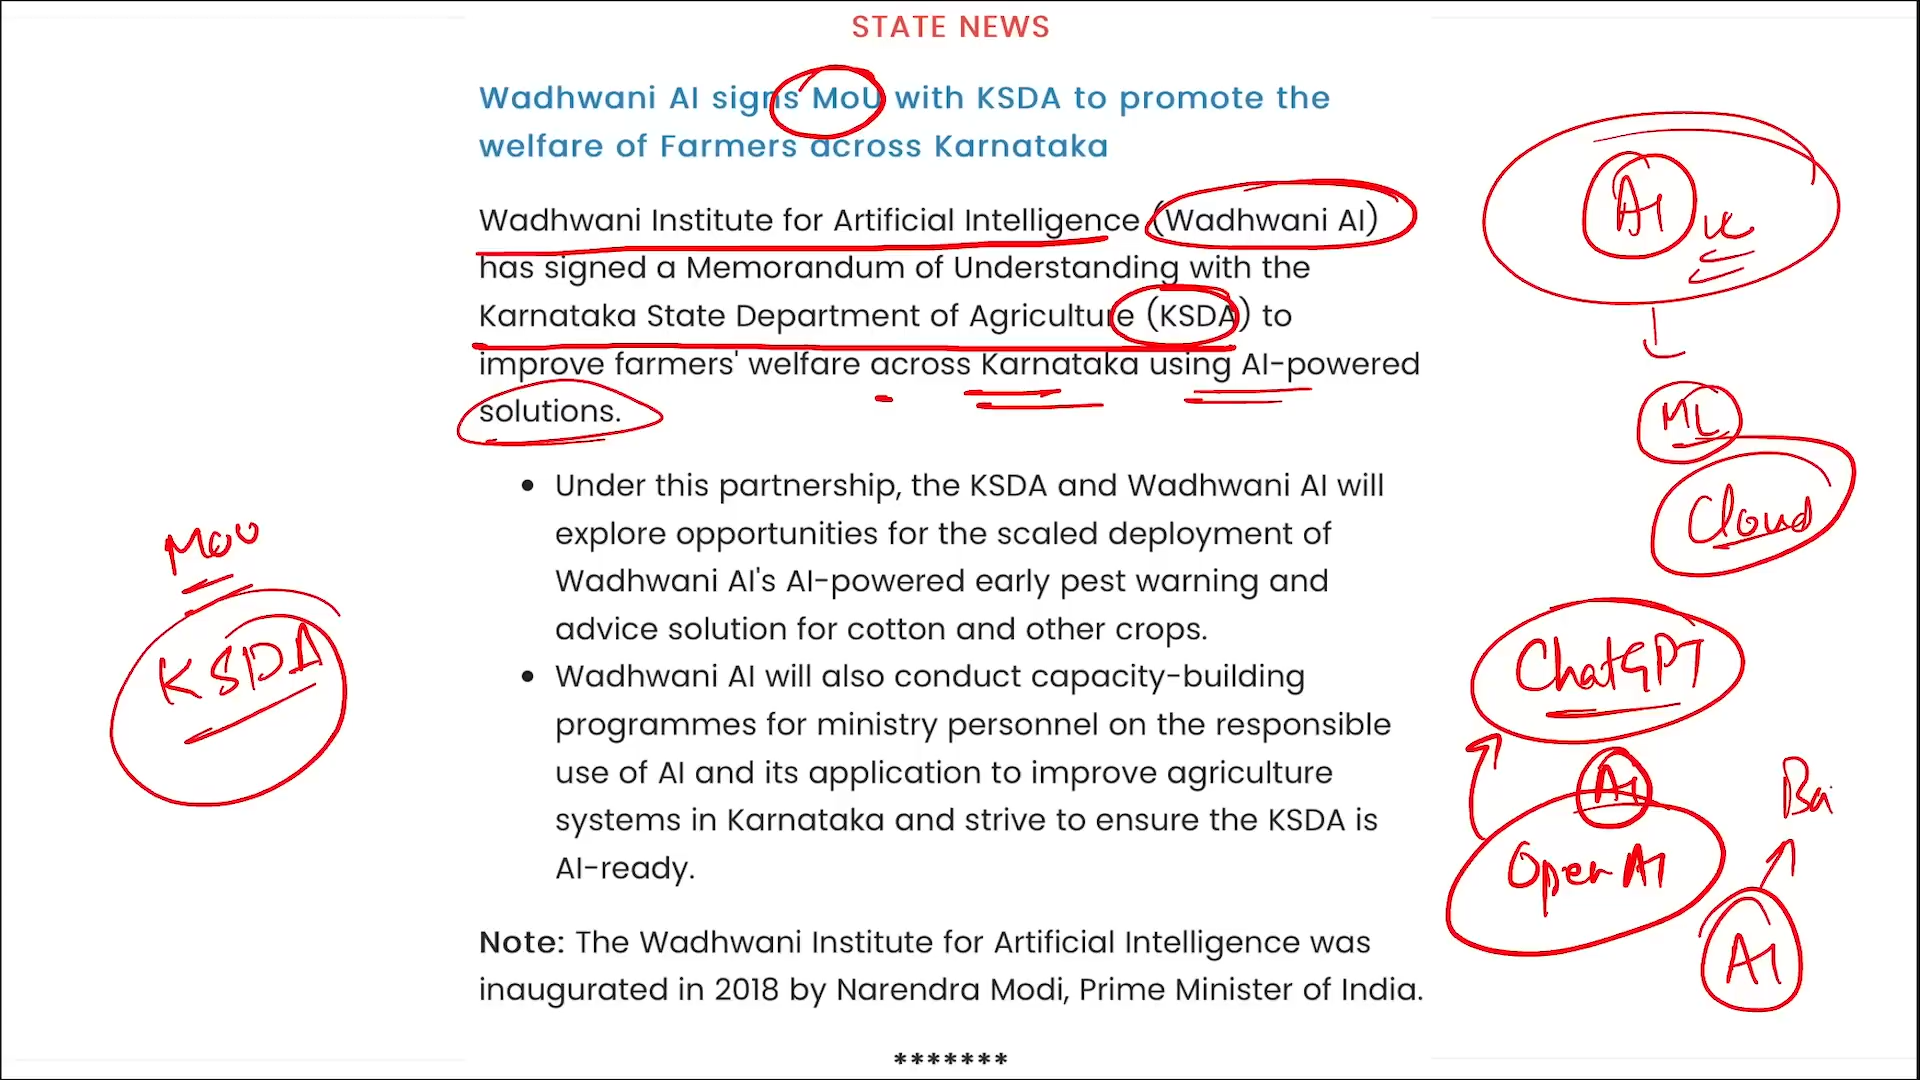 STATE NEWS
Wadhwani AI signs MoU with KSDA to promote the
welfare of Farmers across Karnataka
Wadhwani Institute for Artificial Intelligence (Wadhwani AI)
has signed a Memorandum of Understanding with the
Karnataka State Department of Agriculture (KSDA) to
improve farmers' welfare across Karnataka using AI-powered
solutions.
• Under this partnership, the KSDA and Wadhwani AI will
explore opportunities for the scaled deployment of
Wadhwani AI's AI-powered early pest warning and
advice solution for cotton and other crops.
• Wadhwani AI will also conduct capacity-building
programmes for ministry personnel on the responsible
use of AI and its application to improve agriculture
systems in Karnataka and strive to ensure the KSDA is
AI-ready.
Note: The Wadhwani Institute for Artificial Intelligence was
inaugurated in 2018 by Narendra Modi, Prime Minister of India.
*******
MoU
KSDA
AI
ML
Cloud
ChatGPT
AI
Open AI
Ba
AI